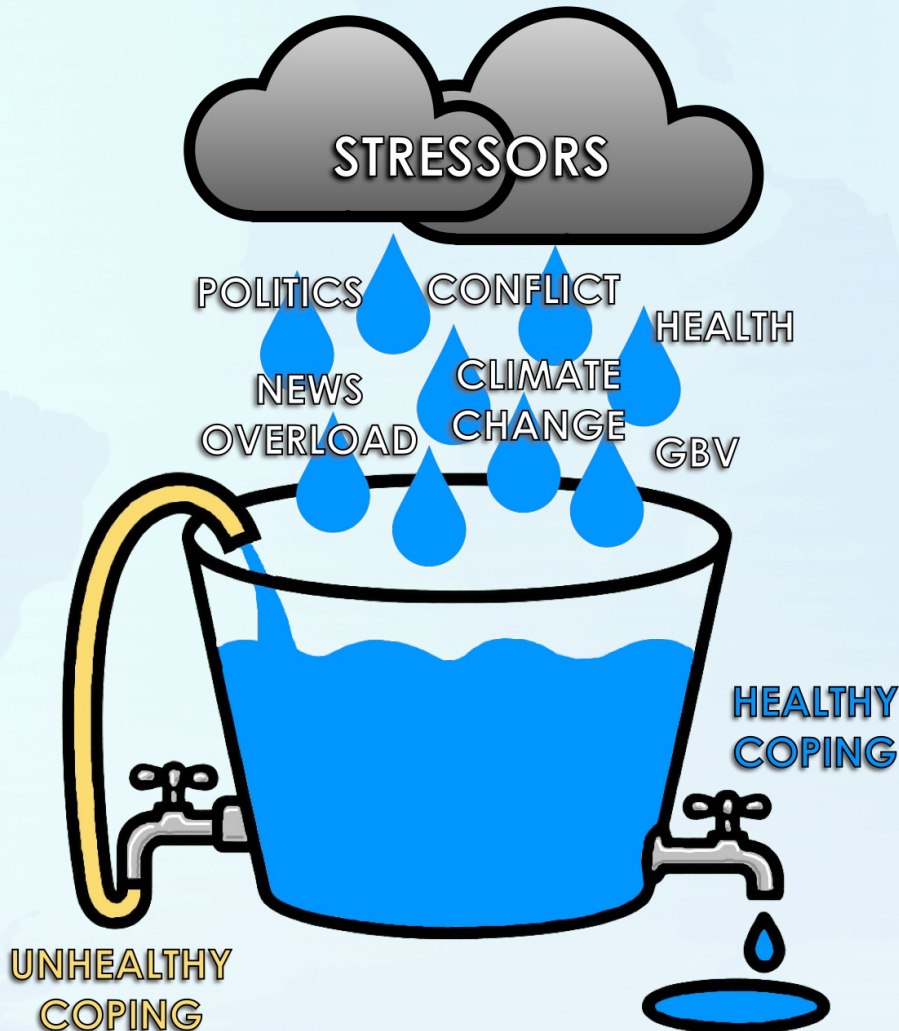 STRESSORS
POLITICS
CONFLICT
HEALTH
NEWS
OVERLOAD
CLIMATE
CHANGE
GBV
HEALTHY
COPING
UNHEALTHY
COPING